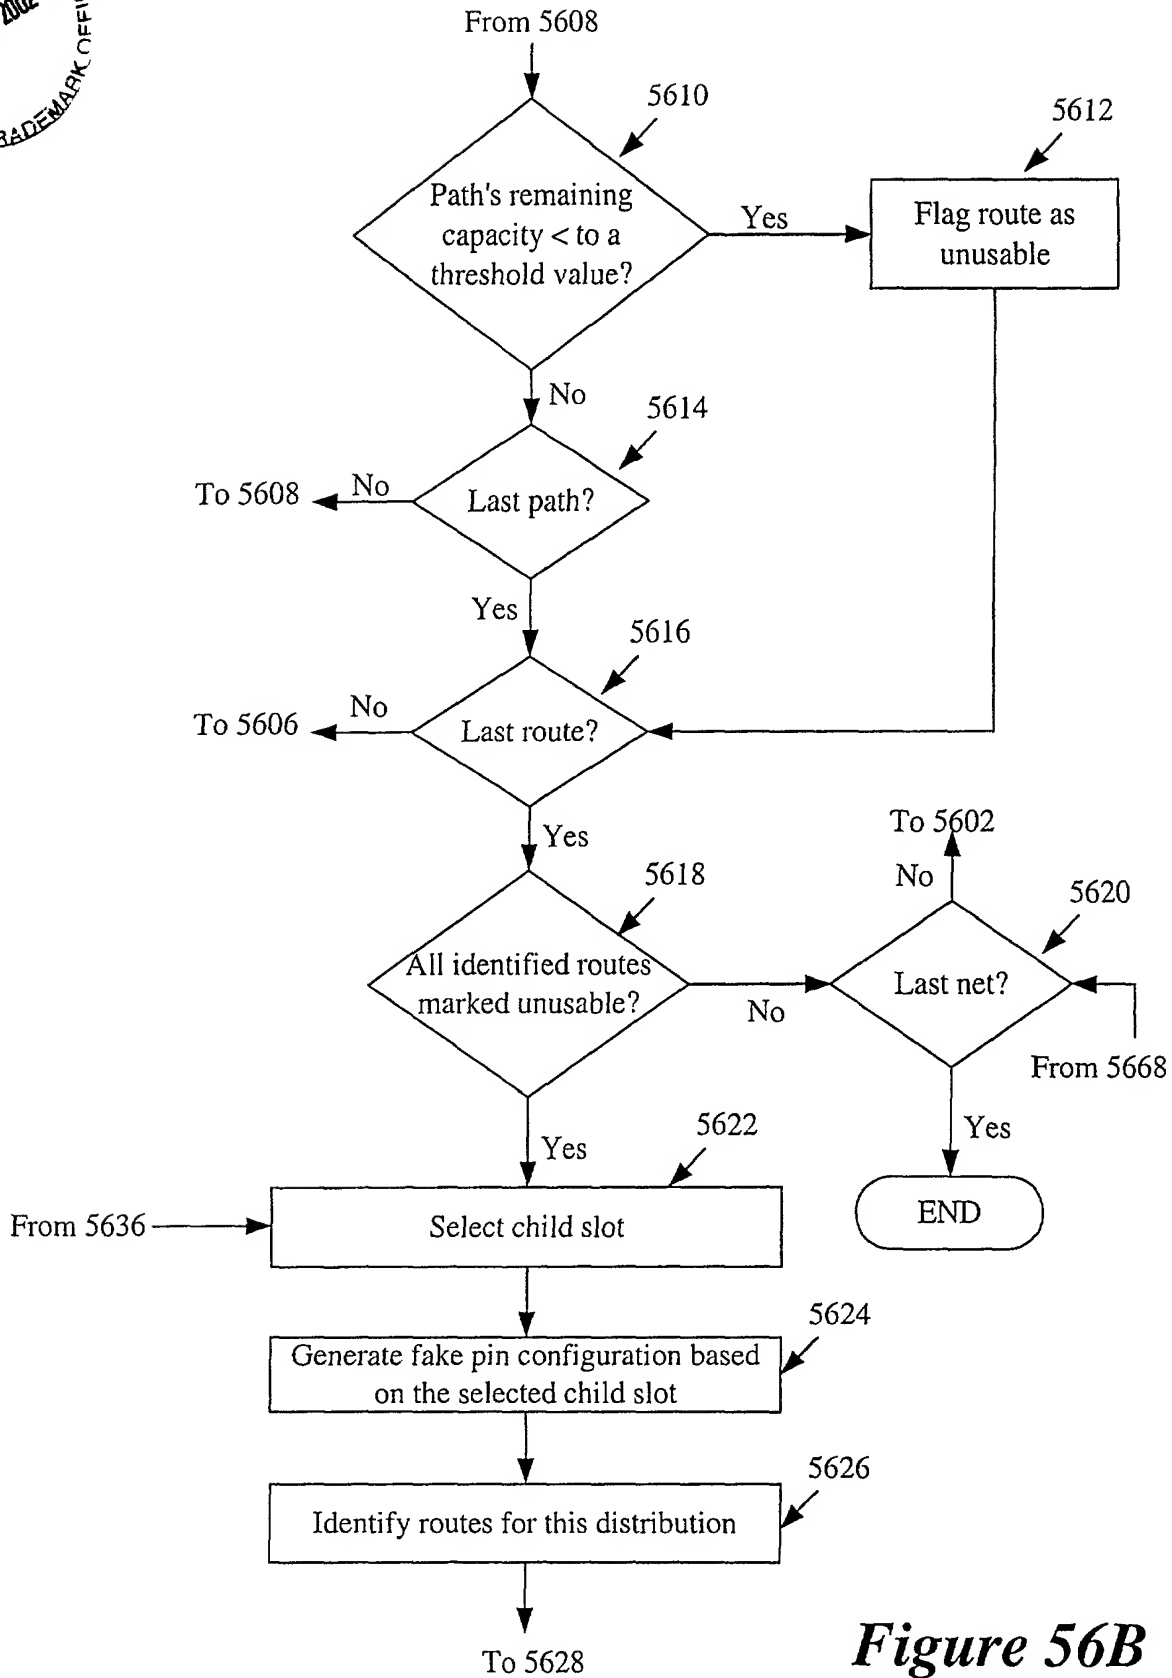 2002
TRADEMARK OFFI
From 5608
5610
5612
Path's remaining
capacity < to a
threshold value?
Yes
Flag route as
unusable
No
5614
To 5608
No
Last path?
Yes
5616
To 5606
No
Last route?
Yes
To 5602
No
5618
5620
All identified routes
marked unusable?
No
Last net?
From 5668
Yes
Yes
5622
From 5636
Select child slot
END
5624
Generate fake pin configuration based
on the selected child slot
5626
Identify routes for this distribution
To 5628
Figure 56B